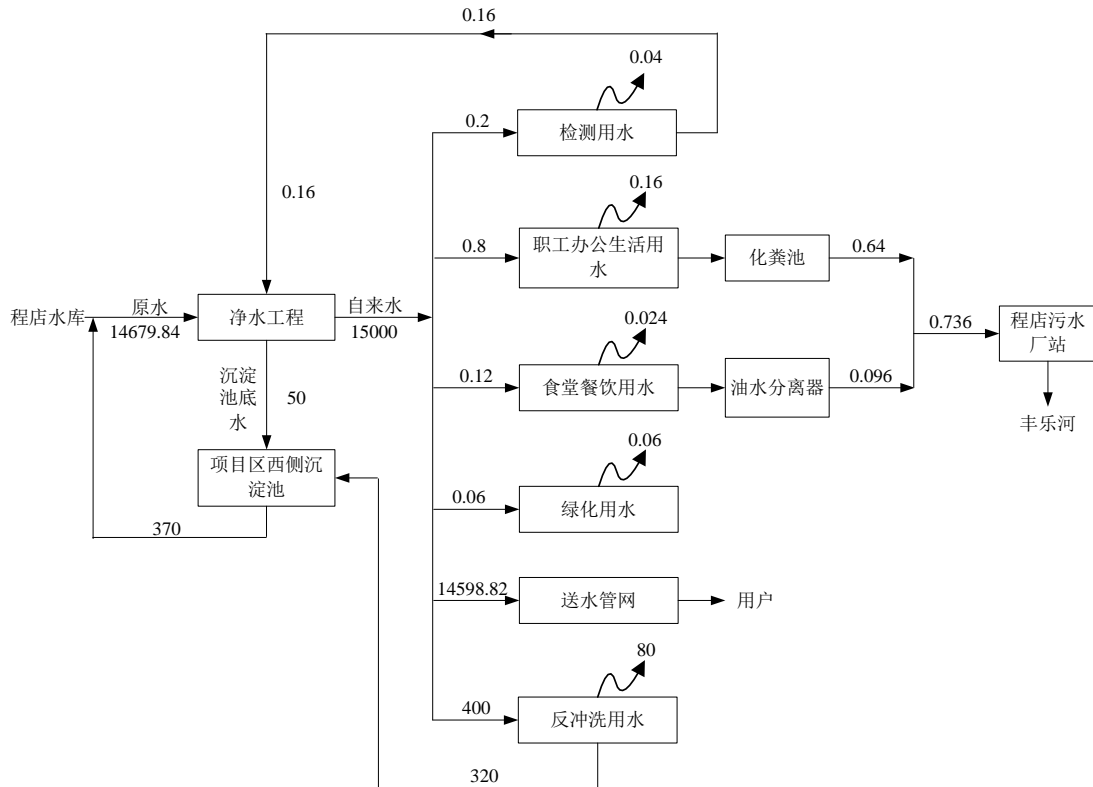 0.16
0.04
0.2
检测用水
0.16
0.16
0.8
职工办公生活用
水
化粪池
0.64
程店水库
原水
14679.84
净水工程
自来水
15000
0.024
0.736
程店污水
厂站
沉淀
池底
水
50
0.12
食堂餐饮用水
油水分离器
0.096
丰乐河
0.06
项目区西侧沉
淀池
0.06
绿化用水
370
14598.82
送水管网
用户
80
400
反冲洗用水
320